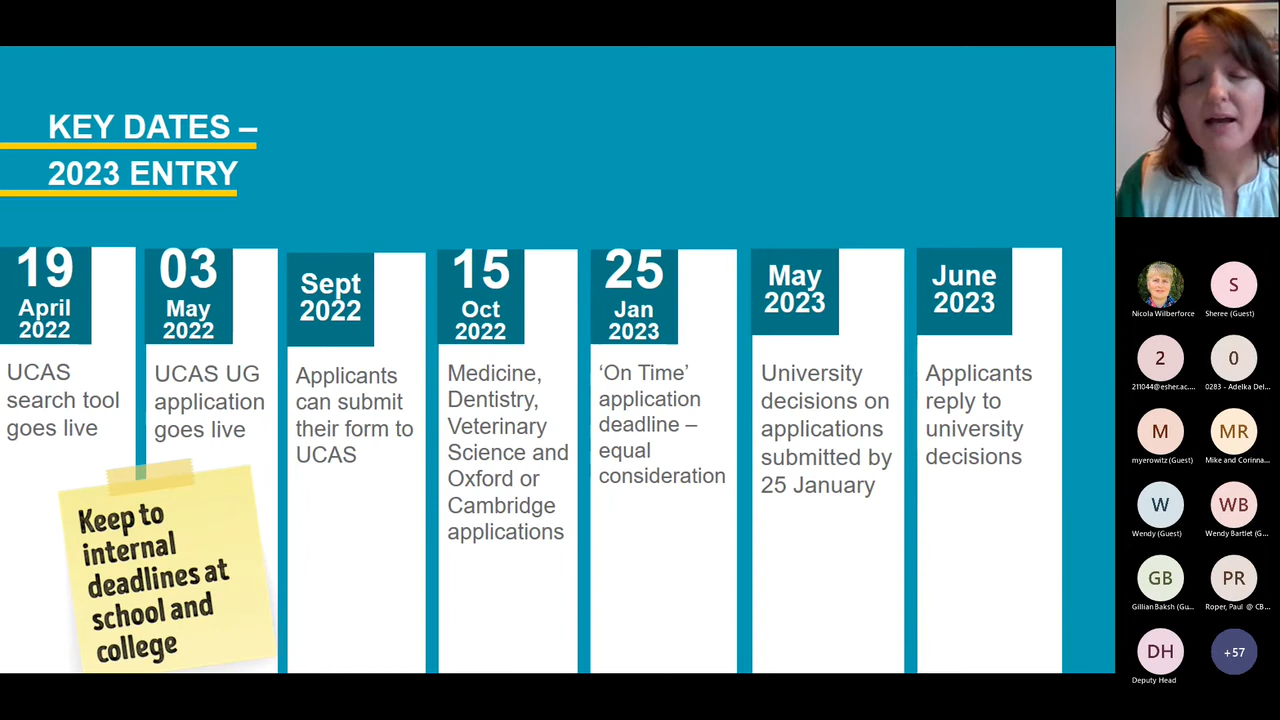 KEY DATES –
2023 ENTRY
19
April
2022
UCAS
search tool
goes live
03
May
2022
UCAS UG
application
goes live
Sept
2022
Applicants
can submit
their form to
UCAS
15
Oct
2022
Medicine,
Dentistry,
Veterinary
Science and
Oxford or
Cambridge
applications
25
Jan
2023
‘On Time’
application
deadline –
equal
consideration
May
2023
University
decisions on
applications
submitted by
25 January
June
2023
Applicants
reply to
university
decisions
Keep to
internal
deadlines at
school and
college
Nicola Wilberforce
S
Sheree (Guest)
2
211044@esher.ac....
0
0283 - Adelka Del...
M
myerowitz (Guest)
MR
Mike and Corinna...
W
Wendy (Guest)
WB
Wendy Bartlet (G...
GB
Gillian Baksh (Gu...
PR
Roper, Paul @ CB...
DH
Deputy Head
+57